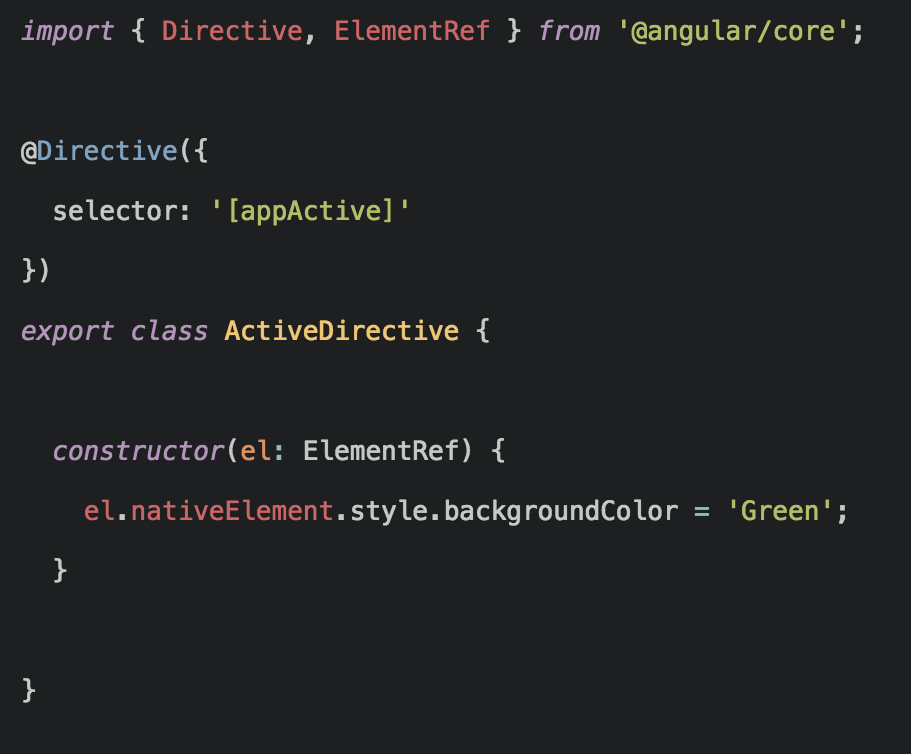 import { Directive, ElementRef } from '@angular/core';
@Directive({
  selector: '[appActive]'
})
export class ActiveDirective {
  constructor(el: ElementRef) {
    el.nativeElement.style.backgroundColor = 'Green';
  }
}